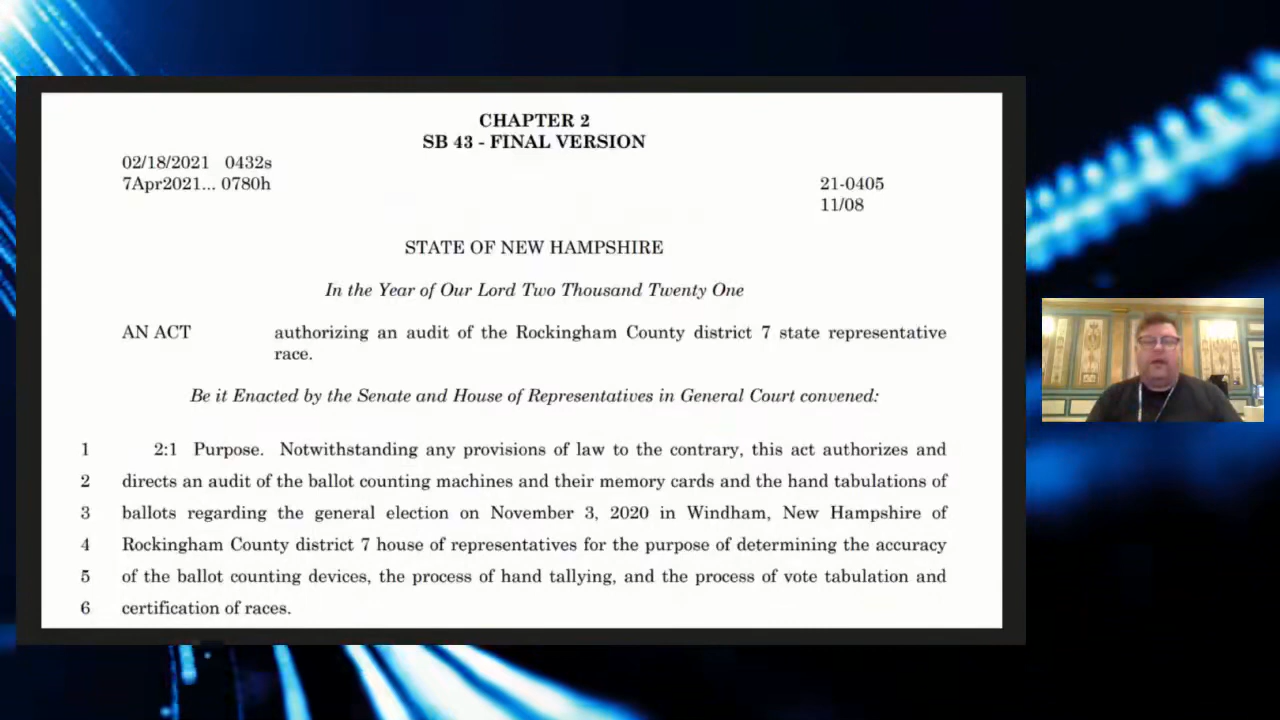 CHAPTER 2
SB 43 - FINAL VERSION
02/18/2021 0432s
7Apr2021... 0780h
21-0405
11/08
STATE OF NEW HAMPSHIRE
In the Year of Our Lord Two Thousand Twenty One
AN ACT authorizing an audit of the Rockingham County district 7 state representative
race.
Be it Enacted by the Senate and House of Representatives in General Court convened:
1 2:1 Purpose. Notwithstanding any provisions of law to the contrary, this act authorizes and
2 directs an audit of the ballot counting machines and their memory cards and the hand tabulations of
3 ballots regarding the general election on November 3, 2020 in Windham, New Hampshire of
4 Rockingham County district 7 house of representatives for the purpose of determining the accuracy
5 of the ballot counting devices, the process of hand tallying, and the process of vote tabulation and
6 certification of races.